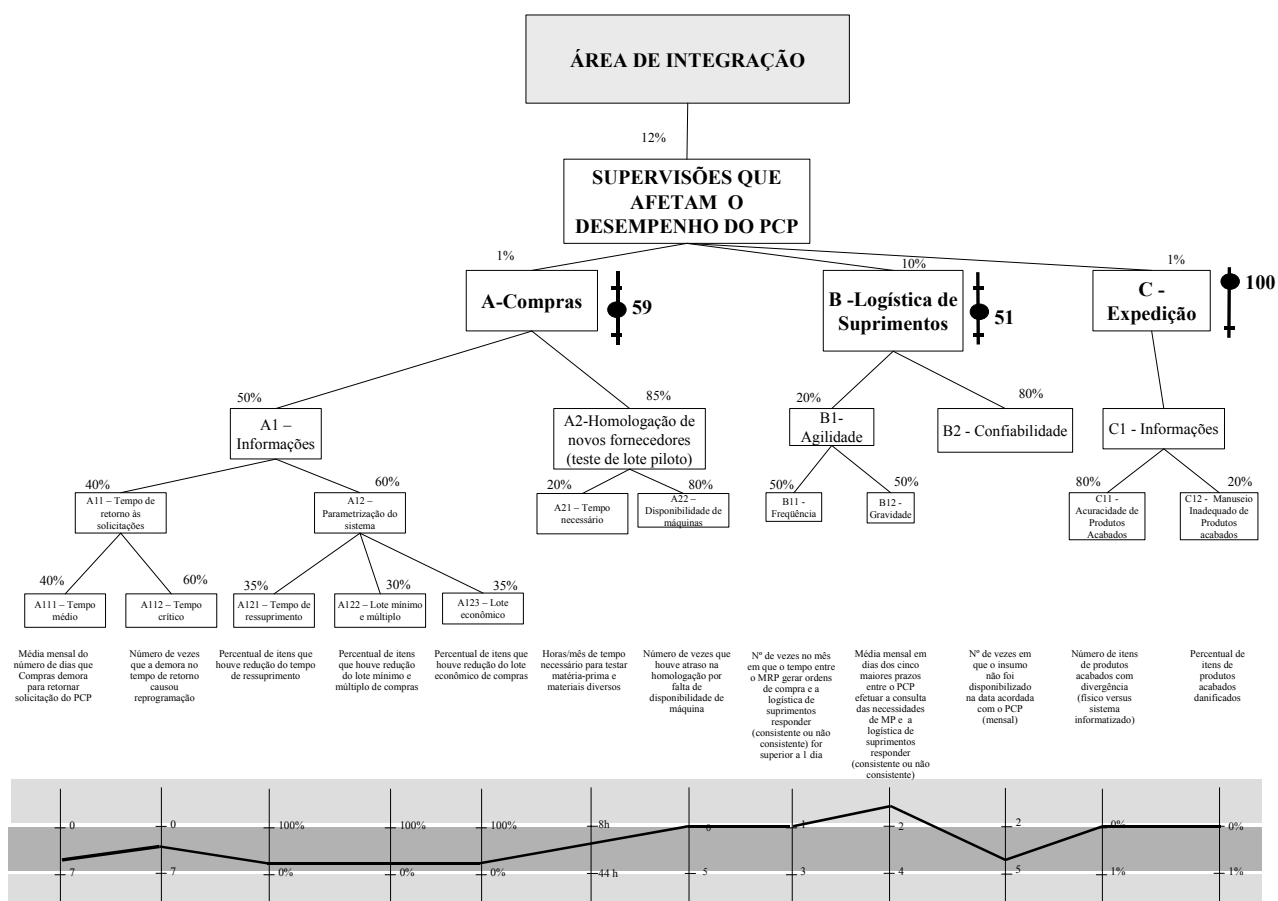 ÁREA DE INTEGRAÇÃO
12%
SUPERVISÕES QUE
AFETAM O
DESEMPENHO DO PCP
1%
10%
1%
A-Compras
59
B -Logística de
Suprimentos
51
C -
Expedição
100
50%
85%
20%
80%
A1 –
Informações
A2-Homologação de
novos fornecedores
(teste de lote piloto)
B1-
Agilidade
B2 - Confiabilidade
C1 - Informações
40%
60%
20%
80%
50%
50%
80%
20%
A11 – Tempo de
retorno às
solicitações
A12 –
Parametrização do
sistema
A21 – Tempo
necessário
A22 –
Disponibilidade de
máquinas
B11 -
Freqüência
B12 -
Gravidade
C11 -
Acuracidade de
Produtos
Acabados
C12 - Manuseio
Inadequado de
Produtos
acabados
40%
60%
35%
30%
35%
A111 – Tempo
médio
A112 – Tempo
crítico
A121 – Tempo de
ressuprimento
A122 – Lote mínimo
e múltiplo
A123 – Lote
econômico
Média mensal do
número de dias que
Compras demora
para retornar
solicitação do PCP
Número de vezes
que a demora no
tempo de retorno
causou
reprogramação
Percentual de itens que
houve redução do tempo
de ressuprimento
Percentual de itens
que houve redução
do lote mínimo e
múltiplo de compras
Percentual de itens que
houve redução do lote
econômico de compras
Horas/mês de tempo
necessário para testar
matéria-prima e
materiais diversos
Número de vezes que
houve atraso na
homologação por
falta de
disponibilidade de
máquina
Nº de vezes no mês
em que o tempo entre
o MRP gerar ordens
de compra e a
logística de
suprimentos
responder
(consistente ou não
consistente) for
superior a 1 dia
Média mensal em
dias dos cinco
maiores prazos
entre o PCP
efetuar a consulta
das necessidades
de MP e a
logística de
suprimentos
responder
(consistente ou não
consistente)
Nº de vezes em
que o insumo não
foi
disponibilizado
na data acordada
com o PCP
(mensal)
Número de itens
de produtos
acabados com
divergência
(físico versus
sistema
informatizado)
Percentual de
itens de
produtos
acabados
danificados
0
0
100%
100%
100%
8h
0
1
2
2
0%
0%
7
7
0%
0%
0%
44 h
5
3
4
5
1%
1%